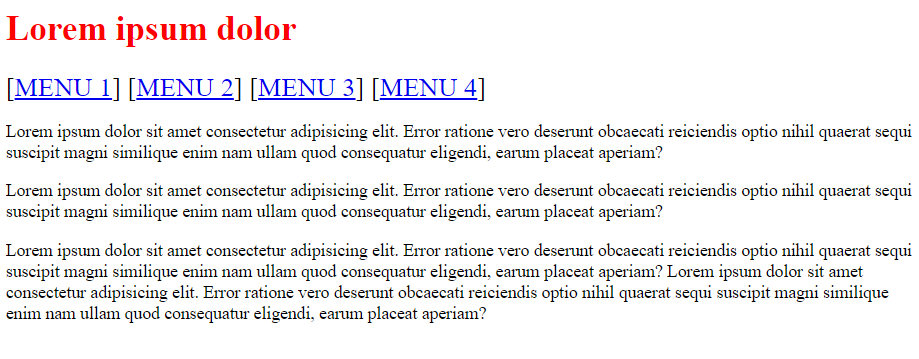 Lorem ipsum dolor
[MENU 1] [MENU 2] [MENU 3] [MENU 4]
Lorem ipsum dolor sit amet consectetur adipisicing elit. Error ratione vero deserunt obcaecati reiciendis optio nihil quaerat sequi
suscipit magni similique enim nam ullam quod consequatur eligendi, earum placeat aperiam?
Lorem ipsum dolor sit amet consectetur adipisicing elit. Error ratione vero deserunt obcaecati reiciendis optio nihil quaerat sequi
suscipit magni similique enim nam ullam quod consequatur eligendi, earum placeat aperiam?
Lorem ipsum dolor sit amet consectetur adipisicing elit. Error ratione vero deserunt obcaecati reiciendis optio nihil quaerat sequi
suscipit magni similique enim nam ullam quod consequatur eligendi, earum placeat aperiam? Lorem ipsum dolor sit amet
consectetur adipisicing elit. Error ratione vero deserunt obcaecati reiciendis optio nihil quaerat sequi suscipit magni similique
enim nam ullam quod consequatur eligendi, earum placeat aperiam?